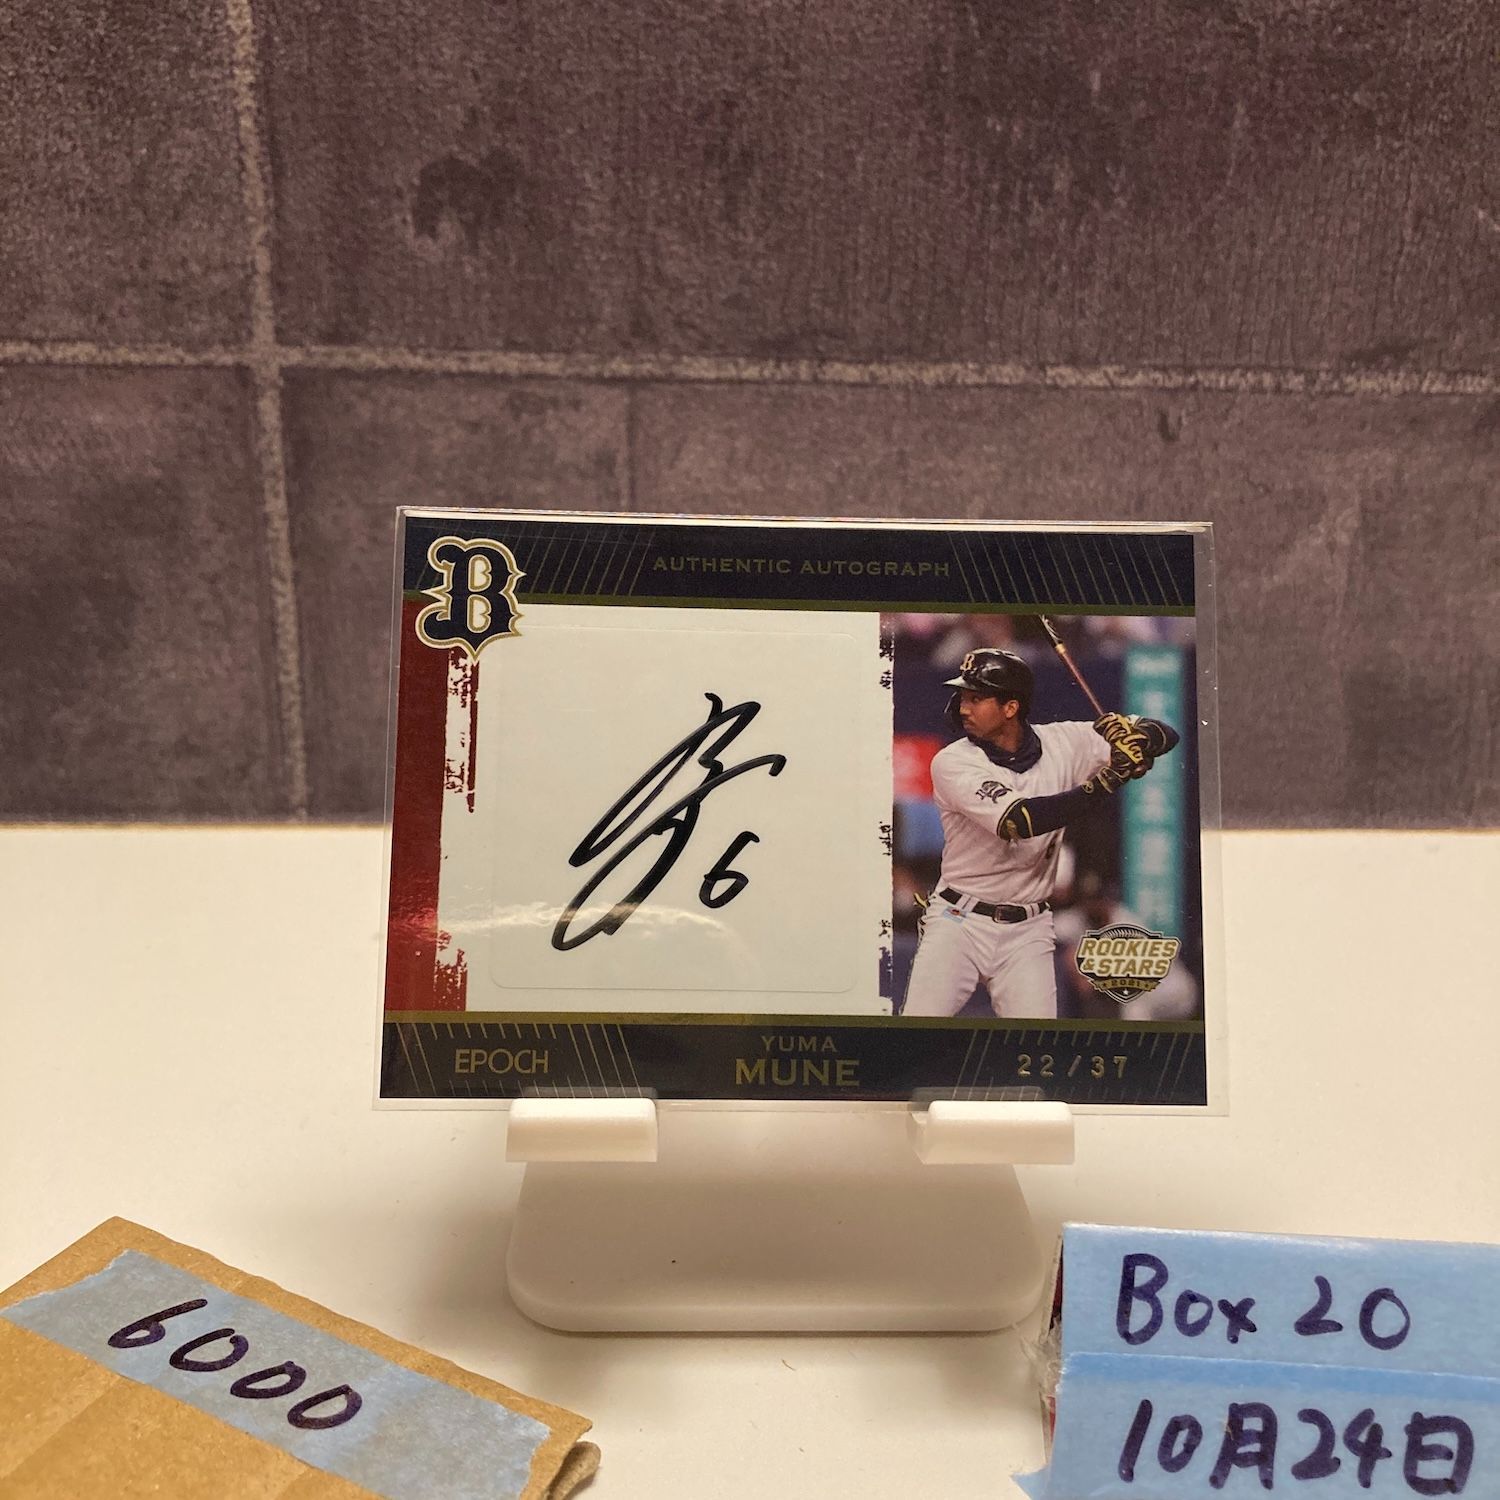 B
AUTHENTIC AUTOGRAPH
B
6
ROOKIES
& STARS
2021
EPOCH
YUMA
MUNE
22/37
6000
Box 20
10月24日